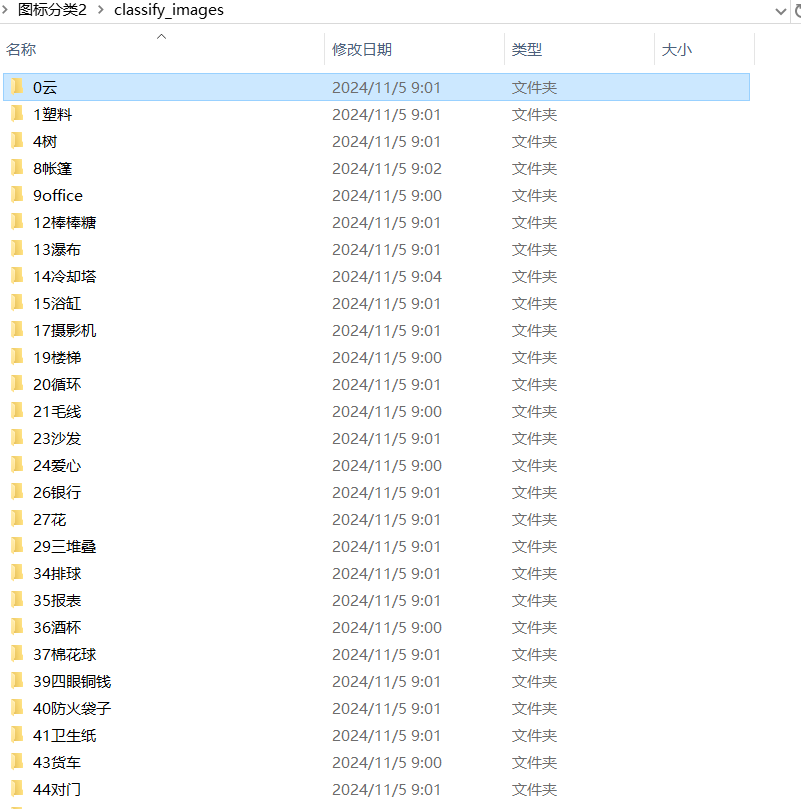 图标分类2 classify_images
名称 修改日期 类型 大小
0云 2024/11/5 9:01 文件夹
1塑料 2024/11/5 9:01 文件夹
4树 2024/11/5 9:01 文件夹
8帐篷 2024/11/5 9:02 文件夹
9office 2024/11/5 9:00 文件夹
12棒棒糖 2024/11/5 9:01 文件夹
13瀑布 2024/11/5 9:01 文件夹
14冷却塔 2024/11/5 9:04 文件夹
15浴缸 2024/11/5 9:01 文件夹
17摄影机 2024/11/5 9:01 文件夹
19楼梯 2024/11/5 9:00 文件夹
20循环 2024/11/5 9:01 文件夹
21毛线 2024/11/5 9:00 文件夹
23沙发 2024/11/5 9:01 文件夹
24爱心 2024/11/5 9:00 文件夹
26银行 2024/11/5 9:01 文件夹
27花 2024/11/5 9:01 文件夹
29三堆叠 2024/11/5 9:01 文件夹
34排球 2024/11/5 9:01 文件夹
35报表 2024/11/5 9:01 文件夹
36酒杯 2024/11/5 9:00 文件夹
37棉花球 2024/11/5 9:01 文件夹
39四眼铜钱 2024/11/5 9:01 文件夹
40防火袋子 2024/11/5 9:01 文件夹
41卫生纸 2024/11/5 9:01 文件夹
43货车 2024/11/5 9:00 文件夹
44对门 2024/11/5 9:01 文件夹